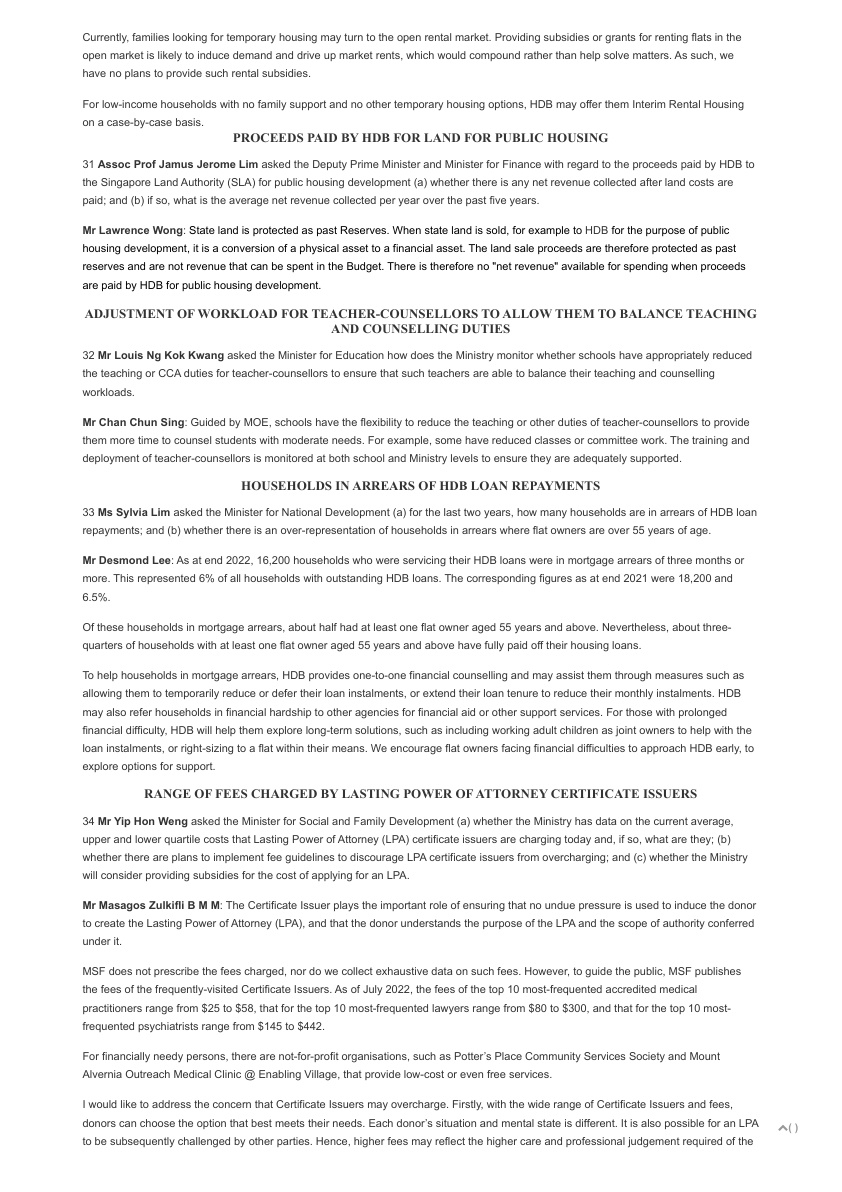 Currently, families looking for temporary housing may turn to the open rental market. Providing subsidies or grants for renting flats in the
open market is likely to induce demand and drive up market rents, which would compound rather than help solve matters. As such, we
have no plans to provide such rental subsidies.
For low-income households with no family support and no other temporary housing options, HDB may offer them Interim Rental Housing
on a case-by-case basis.
PROCEEDS PAID BY HDB FOR LAND FOR PUBLIC HOUSING
31 Assoc Prof Jamus Jerome Lim asked the Deputy Prime Minister and Minister for Finance with regard to the proceeds paid by HDB to
the Singapore Land Authority (SLA) for public housing development (a) whether there is any net revenue collected after land costs are
paid; and (b) if so, what is the average net revenue collected per year over the past five years.
Mr Lawrence Wong: State land is protected as past Reserves. When state land is sold, for example to HDB for the purpose of public
housing development, it is a conversion of a physical asset to a financial asset. The land sale proceeds are therefore protected as past
reserves and are not revenue that can be spent in the Budget. There is therefore no "net revenue" available for spending when proceeds
are paid by HDB for public housing development.
ADJUSTMENT OF WORKLOAD FOR TEACHER-COUNSELLORS TO ALLOW THEM TO BALANCE TEACHING
AND COUNSELLING DUTIES
32 Mr Louis Ng Kok Kwang asked the Minister for Education how does the Ministry monitor whether schools have appropriately reduced
the teaching or CCA duties for teacher-counsellors to ensure that such teachers are able to balance their teaching and counselling
workloads.
Mr Chan Chun Sing: Guided by MOE, schools have the flexibility to reduce the teaching or other duties of teacher-counsellors to provide
them more time to counsel students with moderate needs. For example, some have reduced classes or committee work. The training and
deployment of teacher-counsellors is monitored at both school and Ministry levels to ensure they are adequately supported.
HOUSEHOLDS IN ARREARS OF HDB LOAN REPAYMENTS
33 Ms Sylvia Lim asked the Minister for National Development (a) for the last two years, how many households are in arrears of HDB loan
repayments; and (b) whether there is an over-representation of households in arrears where flat owners are over 55 years of age.
Mr Desmond Lee: As at end 2022, 16,200 households who were servicing their HDB loans were in mortgage arrears of three months or
more. This represented 6% of all households with outstanding HDB loans. The corresponding figures as at end 2021 were 18,200 and
6.5%.
Of these households in mortgage arrears, about half had at least one flat owner aged 55 years and above. Nevertheless, about three-
quarters of households with at least one flat owner aged 55 years and above have fully paid off their housing loans.
To help households in mortgage arrears, HDB provides one-to-one financial counselling and may assist them through measures such as
allowing them to temporarily reduce or defer their loan instalments, or extend their loan tenure to reduce their monthly instalments. HDB
may also refer households in financial hardship to other agencies for financial aid or other support services. For those with prolonged
financial difficulty, HDB will help them explore long-term solutions, such as including working adult children as joint owners to help with the
loan instalments, or right-sizing to a flat within their means. We encourage flat owners facing financial difficulties to approach HDB early, to
explore options for support.
RANGE OF FEES CHARGED BY LASTING POWER OF ATTORNEY CERTIFICATE ISSUERS
34 Mr Yip Hon Weng asked the Minister for Social and Family Development (a) whether the Ministry has data on the current average,
upper and lower quartile costs that Lasting Power of Attorney (LPA) certificate issuers are charging today and, if so, what are they; (b)
whether there are plans to implement fee guidelines to discourage LPA certificate issuers from overcharging; and (c) whether the Ministry
will consider providing subsidies for the cost of applying for an LPA.
Mr Masagos Zulkifli B M M: The Certificate Issuer plays the important role of ensuring that no undue pressure is used to induce the donor
to create the Lasting Power of Attorney (LPA), and that the donor understands the purpose of the LPA and the scope of authority conferred
under it.
MSF does not prescribe the fees charged, nor do we collect exhaustive data on such fees. However, to guide the public, MSF publishes
the fees of the frequently-visited Certificate Issuers. As of July 2022, the fees of the top 10 most-frequented accredited medical
practitioners range from $25 to $58, that for the top 10 most-frequented lawyers range from $80 to $300, and that for the top 10 most-
frequented psychiatrists range from $145 to $442.
For financially needy persons, there are not-for-profit organisations, such as Potter's Place Community Services Society and Mount
Alvernia Outreach Medical Clinic @ Enabling Village, that provide low-cost or even free services.
I would like to address the concern that Certificate Issuers may overcharge. Firstly, with the wide range of Certificate Issuers and fees,
donors can choose the option that best meets their needs. Each donor's situation and mental state is different. It is also possible for an LPA
to be subsequently challenged by other parties. Hence, higher fees may reflect the higher care and professional judgement required of the
( )